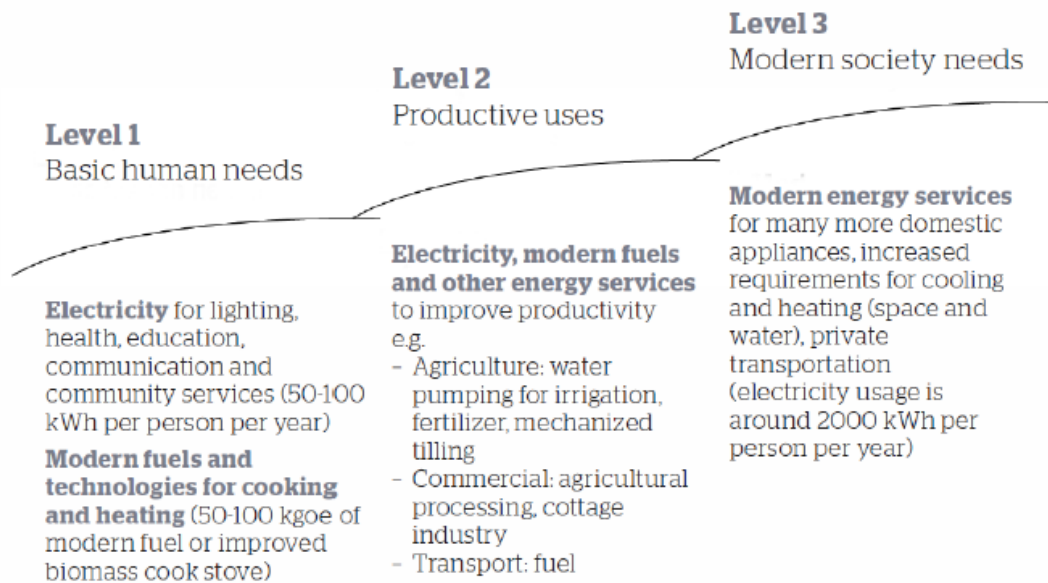 Level 1
Basic human needs
Electricity for lighting,
health, education,
communication and
community services (50-100
kWh per person per year)
Modern fuels and
technologies for cooking
and heating (50-100 kgoe of
modern fuel or improved
biomass cook stove)
Level 2
Productive uses
Electricity, modern fuels
and other energy services
to improve productivity
e.g.
- Agriculture: water
pumping for irrigation,
fertilizer, mechanized
tilling
- Commercial: agricultural
processing, cottage
industry
- Transport: fuel
Level 3
Modern society needs
Modern energy services
for many more domestic
appliances, increased
requirements for cooling
and heating (space and
water), private
transportation
(electricity usage is
around 2000 kWh per
person per year)